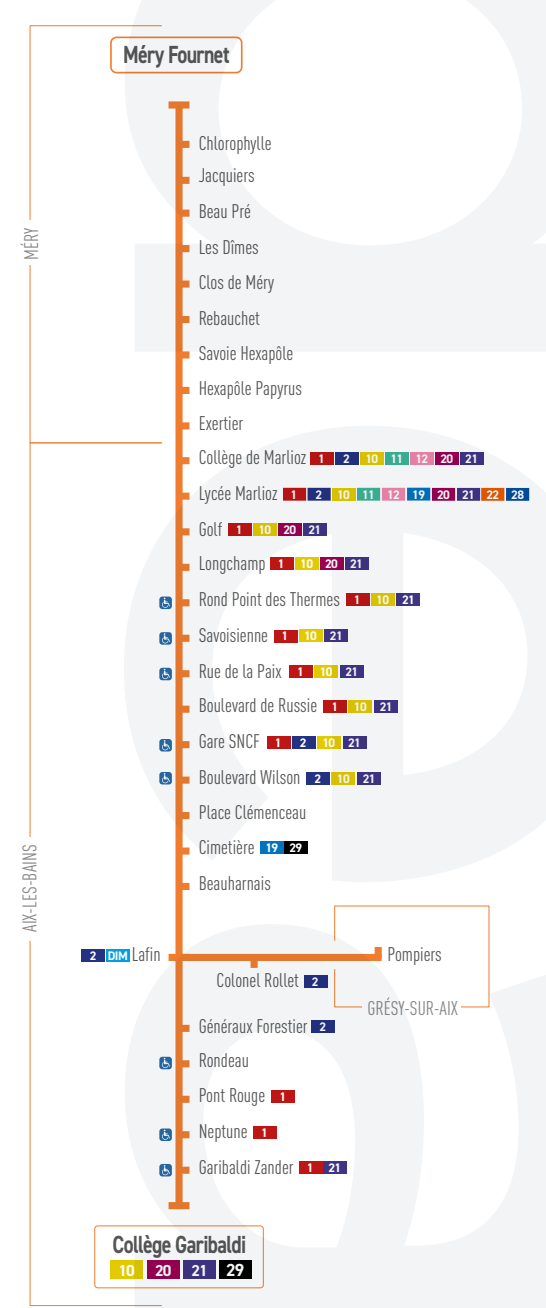 Méry Fournet
Chlorophylle
Jacquiers
Beau Pré
Les Dîmes
MÉRY
Clos de Méry
Rebauchet
Savoie Hexapôle
Hexapôle Papyrus
Exertier
Collège de Marlioz 1 2 10 11 12 20 21
Lycée Marlioz 1 2 10 11 12 19 20 21 22 28
Golf 1 10 20 21
Longchamp 1 10 20 21
Rond Point des Thermes 1 10 21
Savoisienne 1 10 21
Rue de la Paix 1 10 21
Boulevard de Russie 1 10 21
Gare SNCF 1 2 10 21
Boulevard Wilson 2 10 21
Place Clémenceau
Cimetière 19 29
Beauharnais
AIX-LES-BAINS
2 DIM Lafin
Pompiers
Colonel Rollet 2
GRÉSY-SUR-AIX
Généraux Forestier 2
Rondeau
Pont Rouge 1
Neptune 1
Garibaldi Zander 1 21
Collège Garibaldi
10 20 21 29